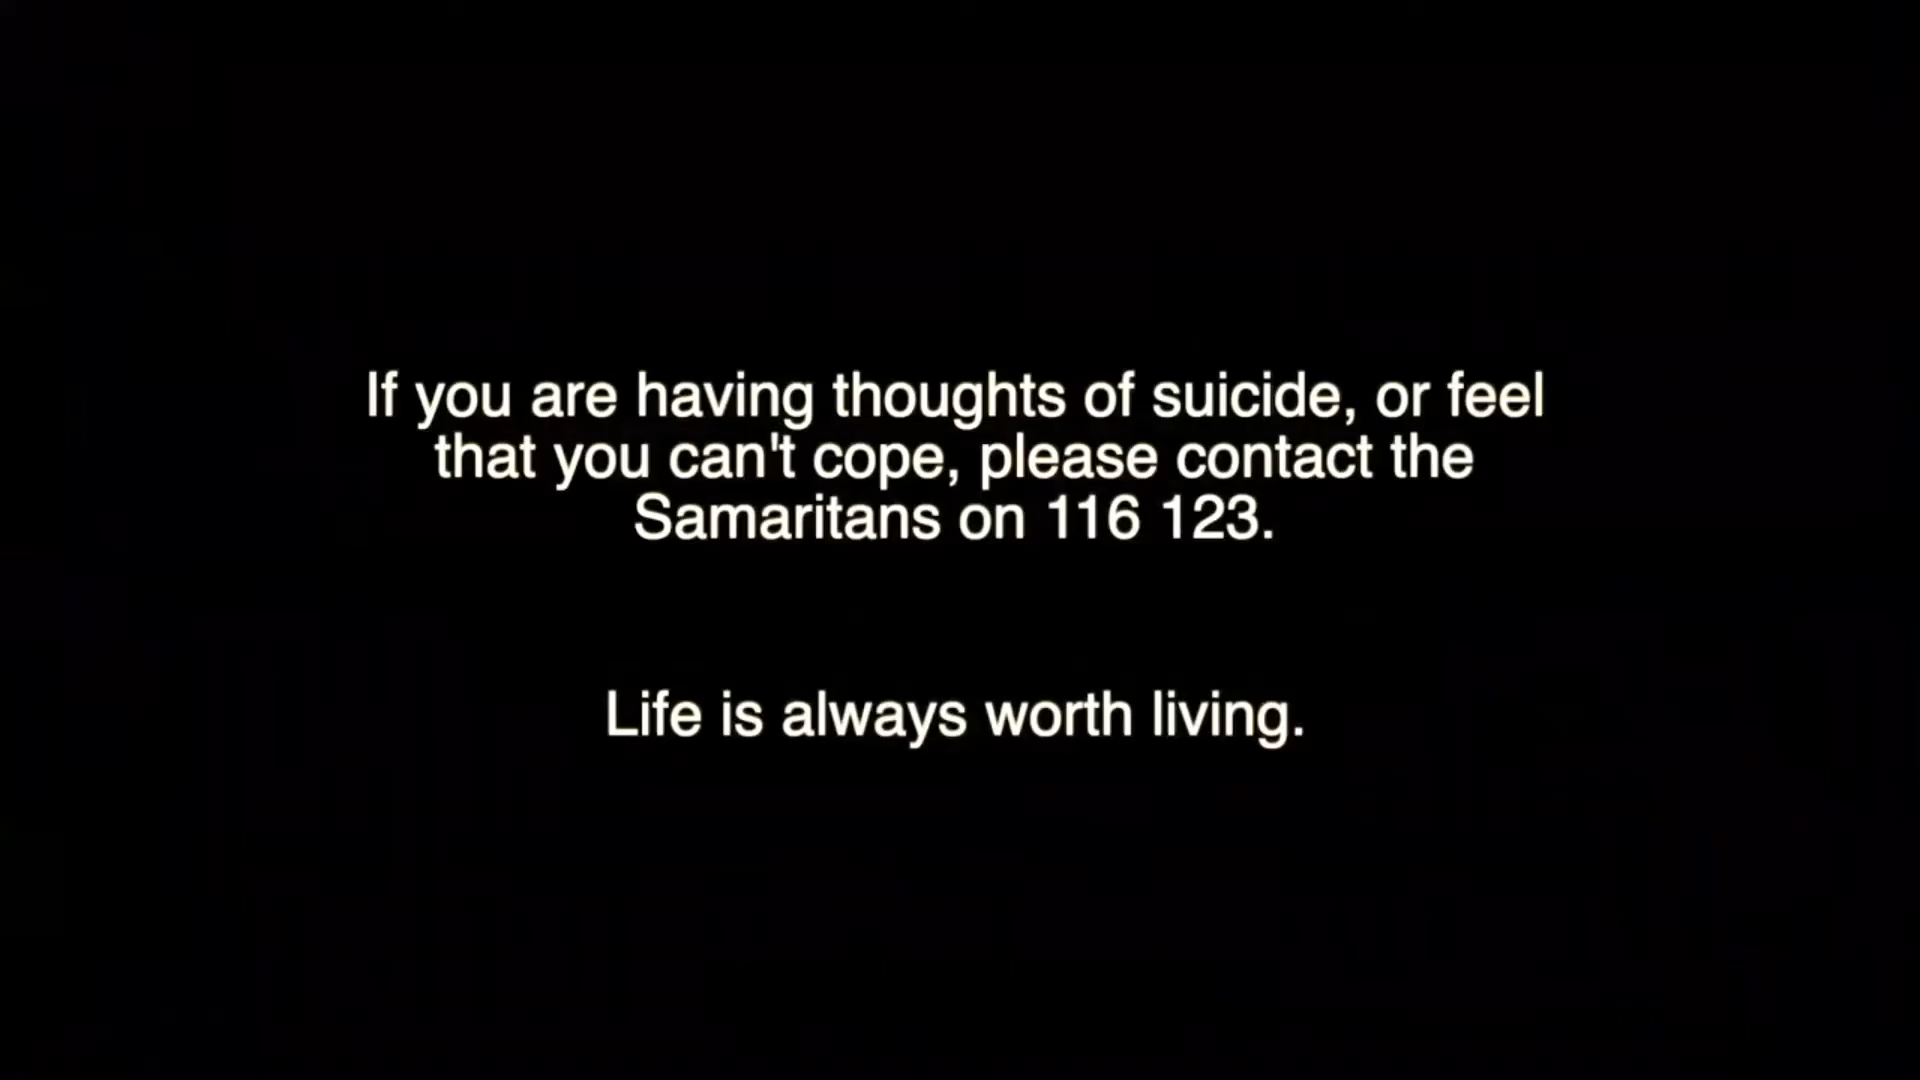 If you are having thoughts of suicide, or feel
that you can't cope, please contact the
Samaritans on 116 123.
Life is always worth living.